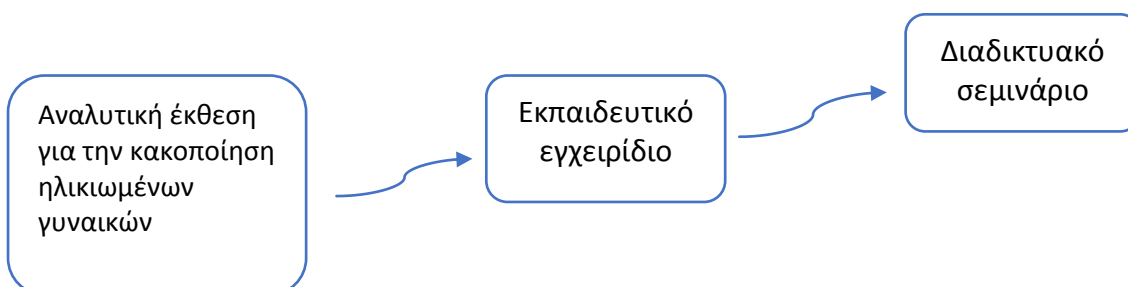 Αναλυτική έκθεση
για την κακοποίηση
ηλικιωμένων
γυναικών
Εκπαιδευτικό
εγχειρίδιο
Διαδικτυακό
σεμινάριο